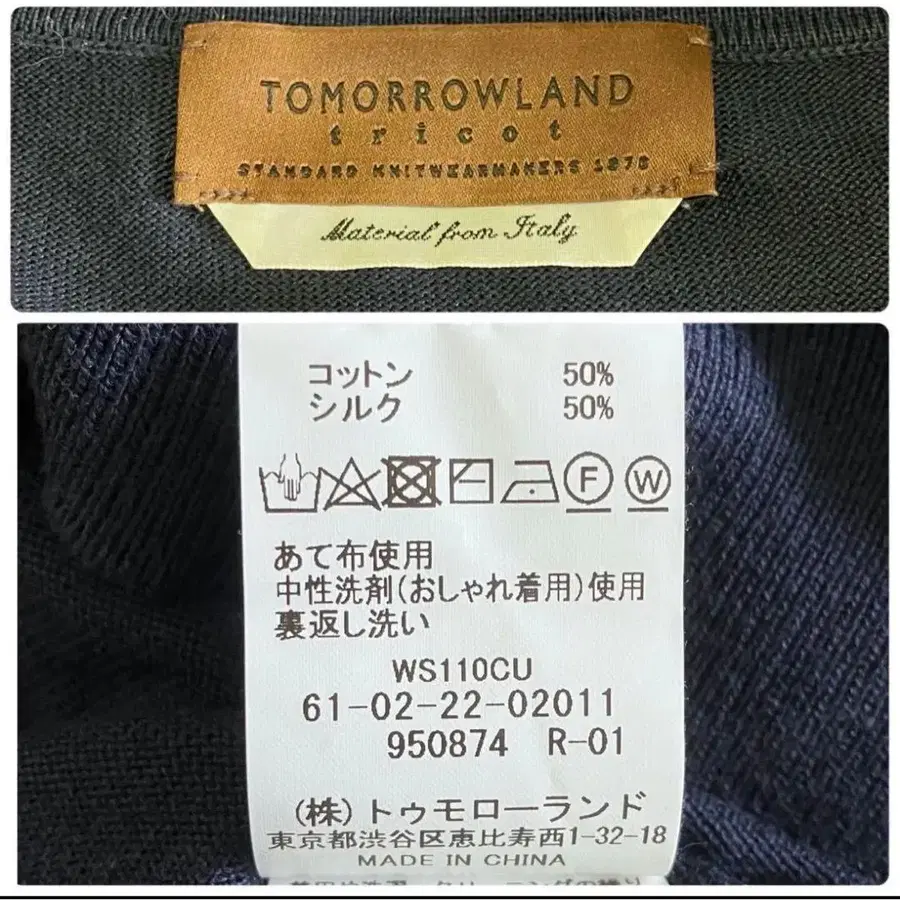 TOMORROWLAND
tricot
STANDARD KNITWEARMAKERS 1978
Material from Italy
コットン 50%
シルク 50%
F W
あて布使用
中性洗剤(おしゃれ着用)使用
裏返し洗い
WS110CU
61-02-22-02011
950874 R-01
(株)トゥモローランド
東京都渋谷区恵比寿西1-32-18
MADE IN CHINA